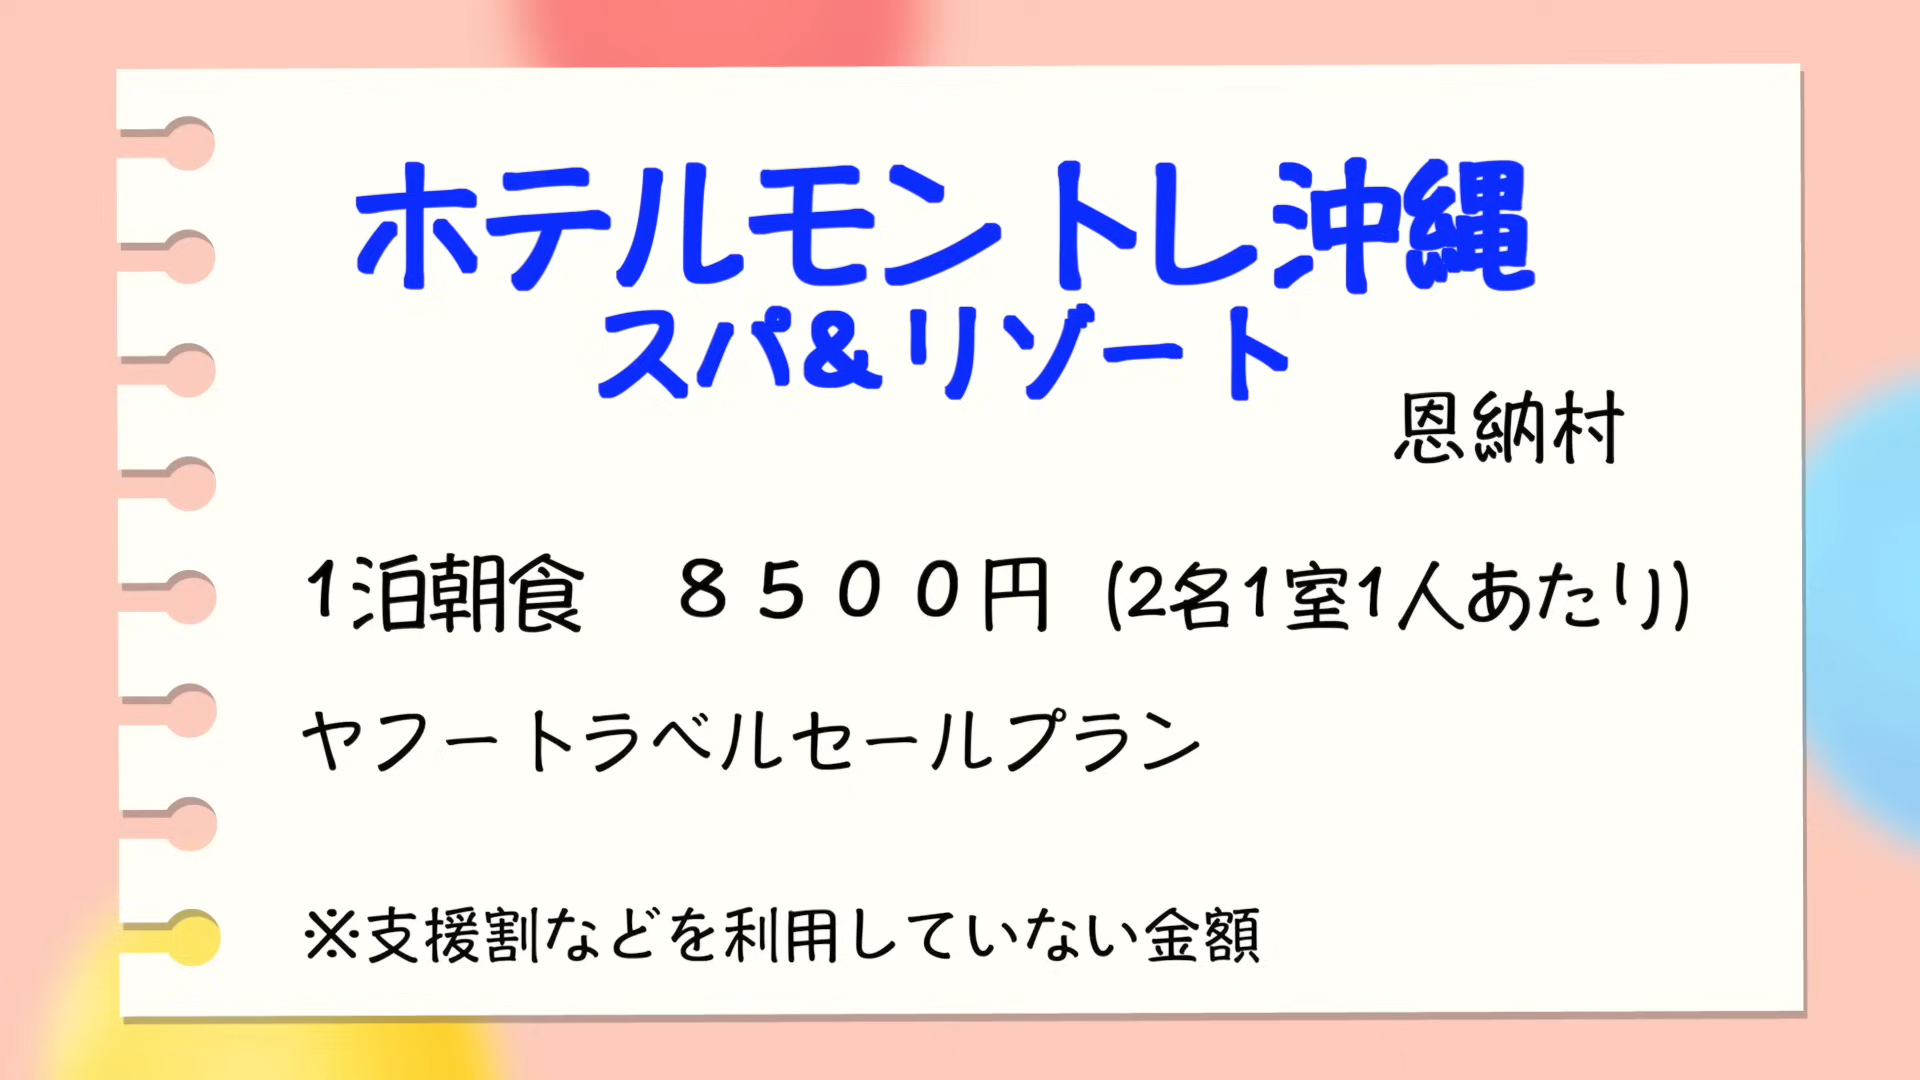 ホテルモントレ沖縄
スパ&リゾート
恩納村
1泊朝食　８５００円 (2名1室1人あたり)
ヤフートラベルセールプラン
※支援割などを利用していない金額